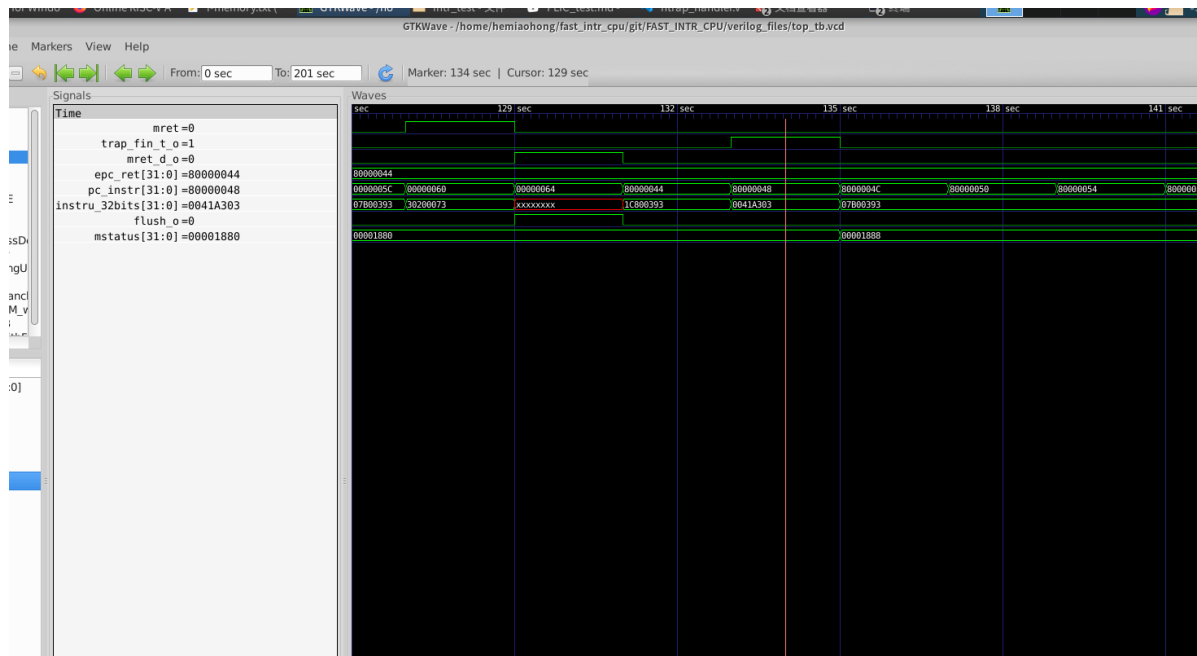 GTKWave - /home/hemiaohong/fast_intr_cpu/git/FAST_INTR_CPU/verilog_files/top_tb.vcd
Markers View Help
From: 0 sec To: 201 sec Marker: 134 sec | Cursor: 129 sec
Signals
Waves
Time
sec 129 sec 132 sec 135 sec 138 sec 141 sec
mret =0
trap_fin_t_o =1
mret_d_o =0
epc_ret[31:0] =80000044 80000044
pc_instr[31:0] =80000048 0000005C 00000060 00000064 80000044 80000048 8000004C 80000050 80000054 800000
instru_32bits[31:0] =0041A303 07B00393 30200073 xxxxxxxx 1C800393 0041A303 07B00393
flush_o =0
mstatus[31:0] =00001880 00001880 00001888
:0]